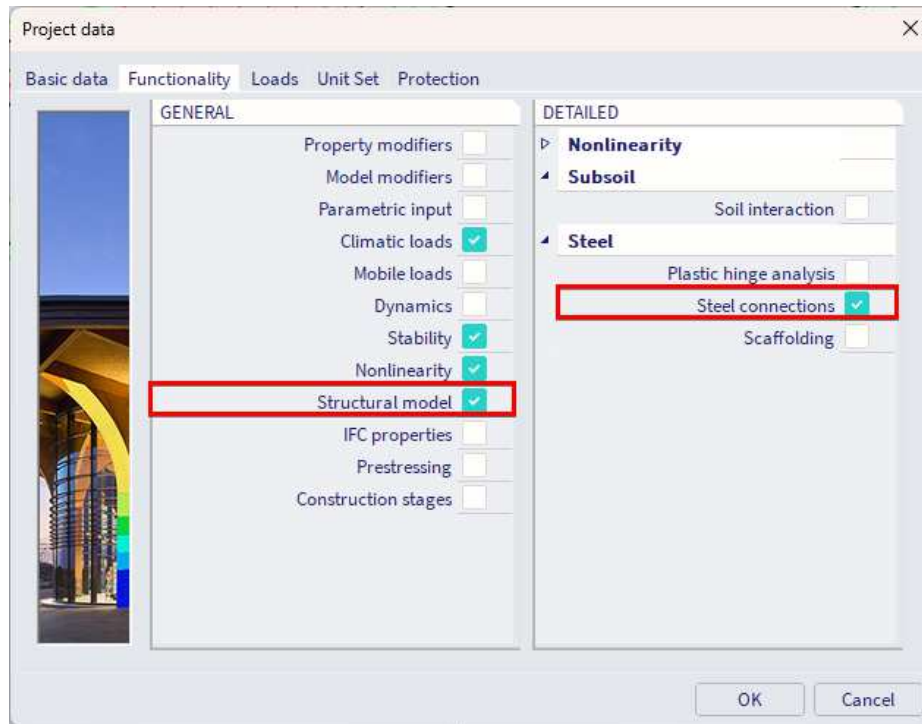 Project data
Basic data Functionality Loads Unit Set Protection
GENERAL
Property modifiers
Model modifiers
Parametric input
Climatic loads
Mobile loads
Dynamics
Stability
Nonlinearity
Structural model
IFC properties
Prestressing
Construction stages
DETAILED
Nonlinearity
Subsoil
Soil interaction
Steel
Plastic hinge analysis
Steel connections
Scaffolding
OK Cancel